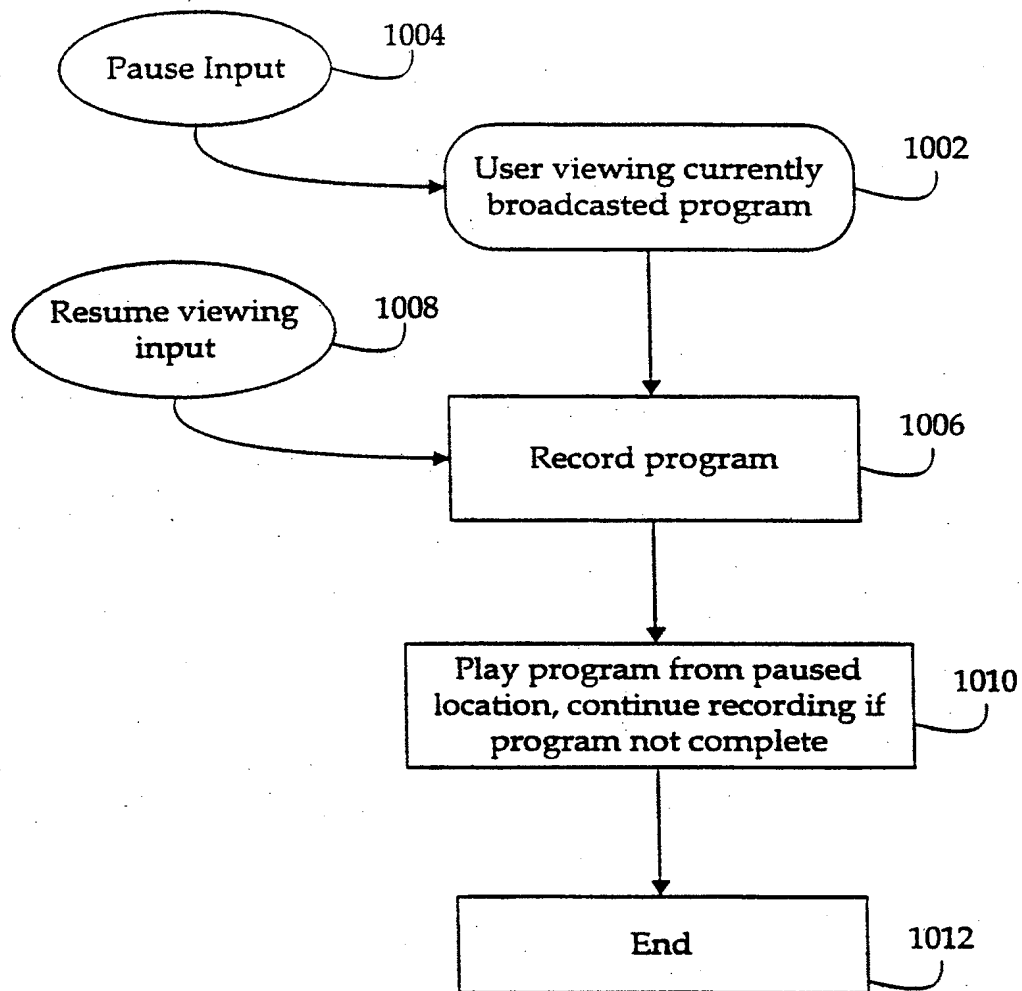 1004
Pause Input
1002
User viewing currently
broadcasted program
1008
Resume viewing
input
1006
Record program
1010
Play program from paused
location, continue recording if
program not complete
1012
End